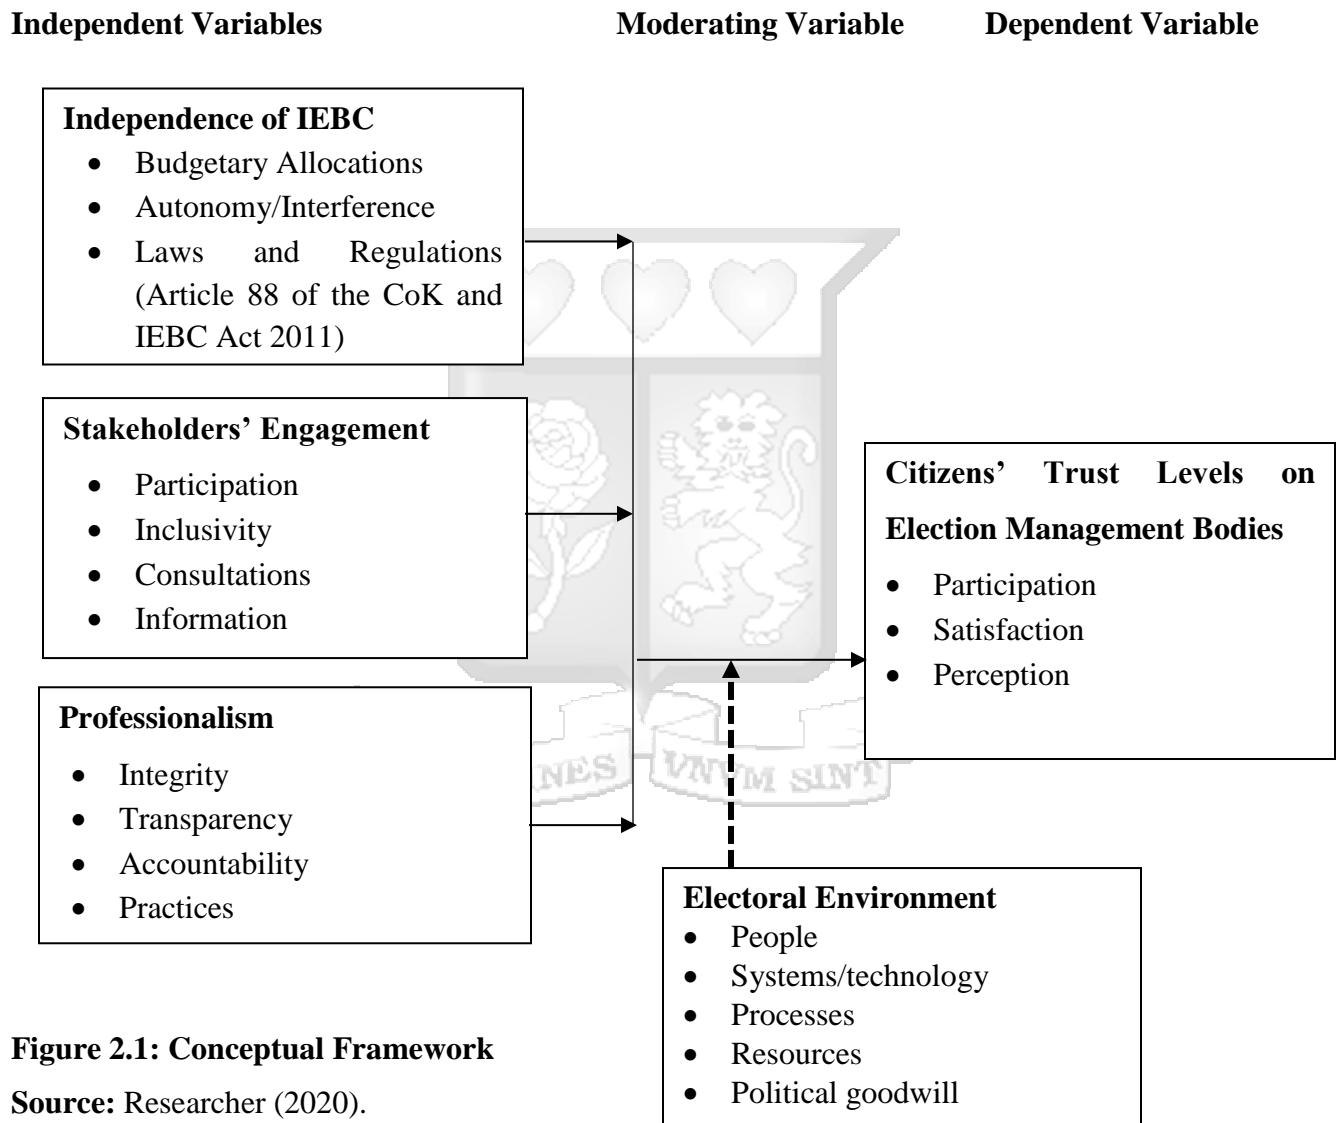 Independent Variables Moderating Variable Dependent Variable
Independence of IEBC
• Budgetary Allocations
• Autonomy/Interference
• Laws and Regulations
(Article 88 of the CoK and
IEBC Act 2011)
Stakeholders’ Engagement
• Participation
• Inclusivity
• Consultations
• Information
Professionalism
• Integrity
• Transparency
• Accountability
• Practices
Citizens’ Trust Levels on
Election Management Bodies
• Participation
• Satisfaction
• Perception
NES VNVM SINT
Electoral Environment
• People
• Systems/technology
• Processes
• Resources
• Political goodwill
Figure 2.1: Conceptual Framework
Source: Researcher (2020).